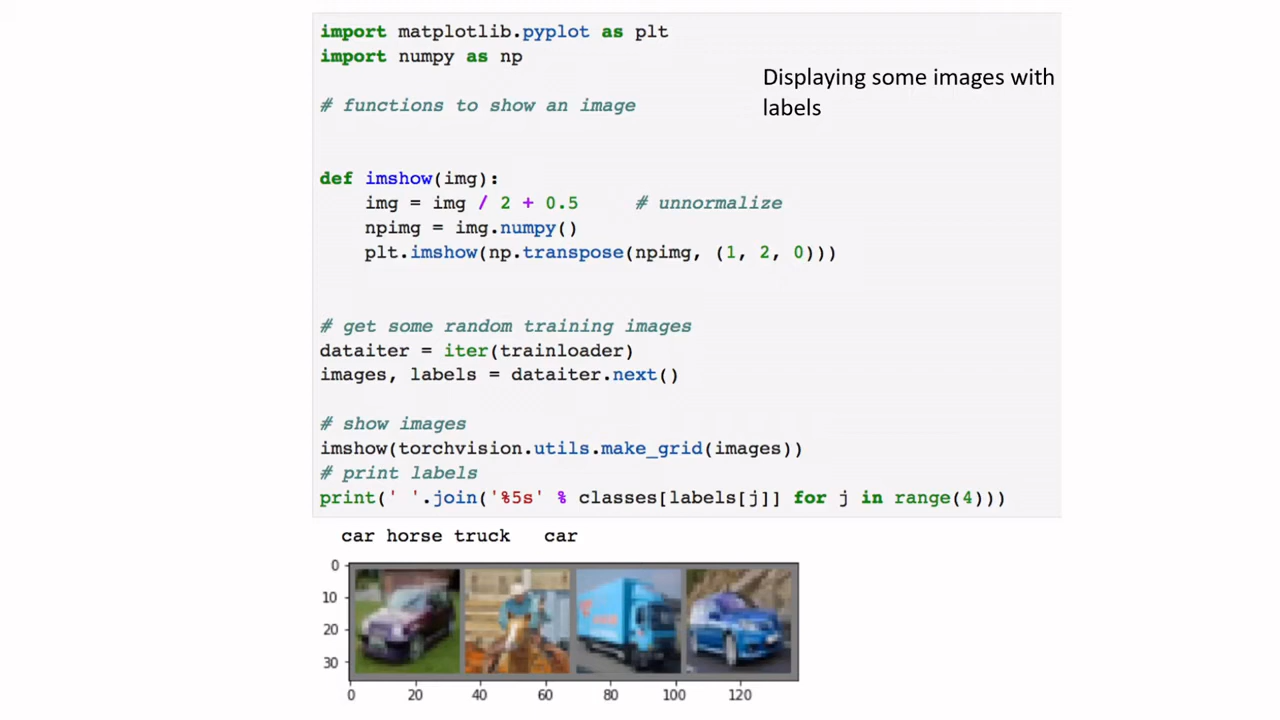 import matplotlib.pyplot as plt
import numpy as np
Displaying some images with
labels
# functions to show an image
def imshow(img):
    img = img / 2 + 0.5     # unnormalize
    npimg = img.numpy()
    plt.imshow(np.transpose(npimg, (1, 2, 0)))
# get some random training images
dataiter = iter(trainloader)
images, labels = dataiter.next()
# show images
imshow(torchvision.utils.make_grid(images))
# print labels
print(' '.join('%5s' % classes[labels[j]] for j in range(4)))
car horse truck   car
0
10
20
30
0 20 40 60 80 100 120